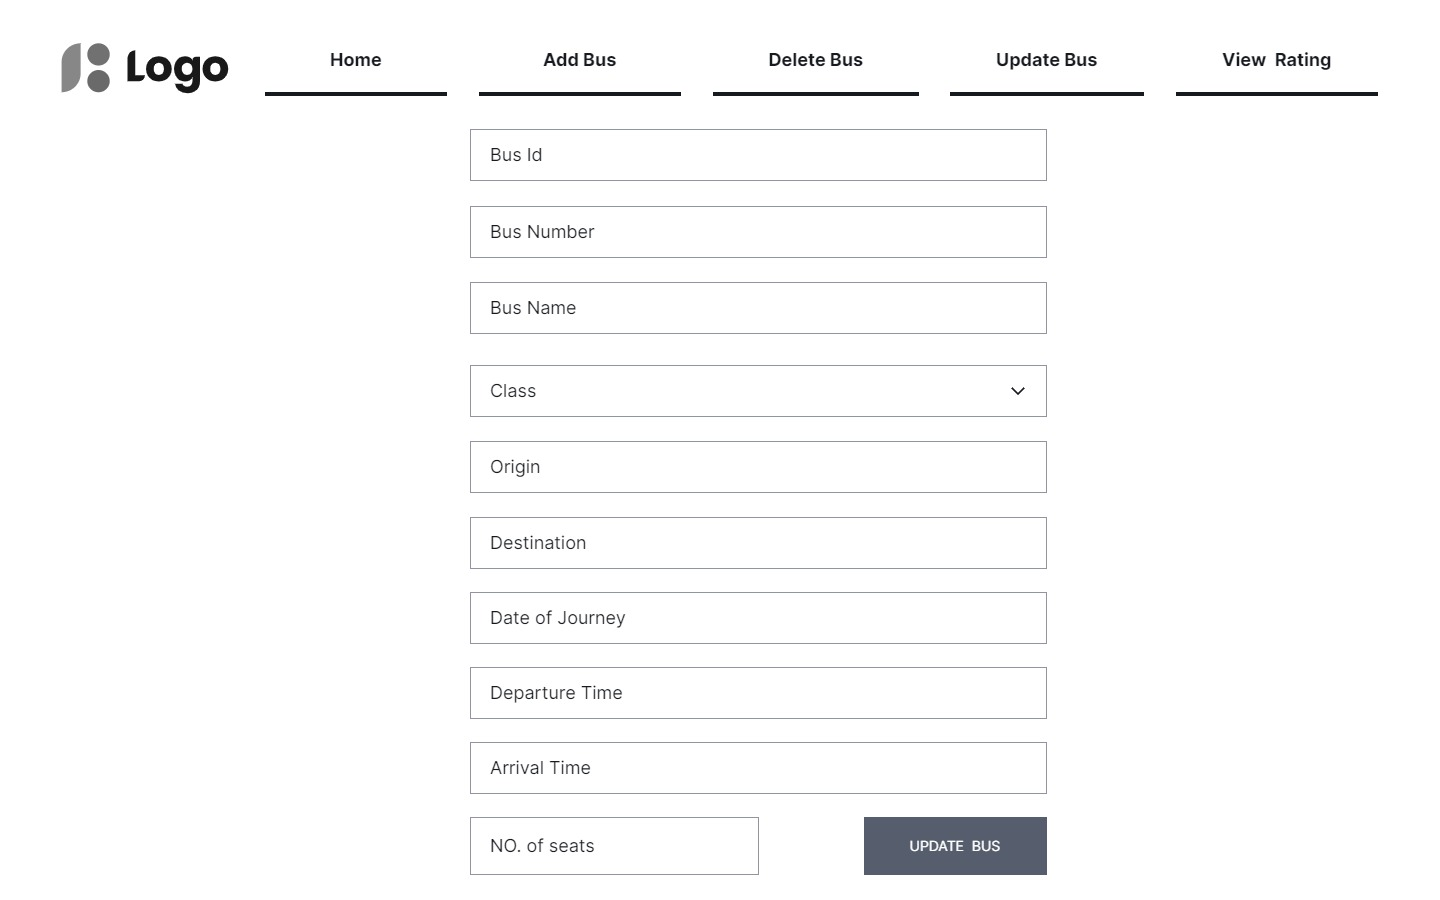 Logo
Home
Add Bus
Delete Bus
Update Bus
View Rating
Bus Id
Bus Number
Bus Name
Class
Origin
Destination
Date of Journey
Departure Time
Arrival Time
NO. of seats
UPDATE BUS